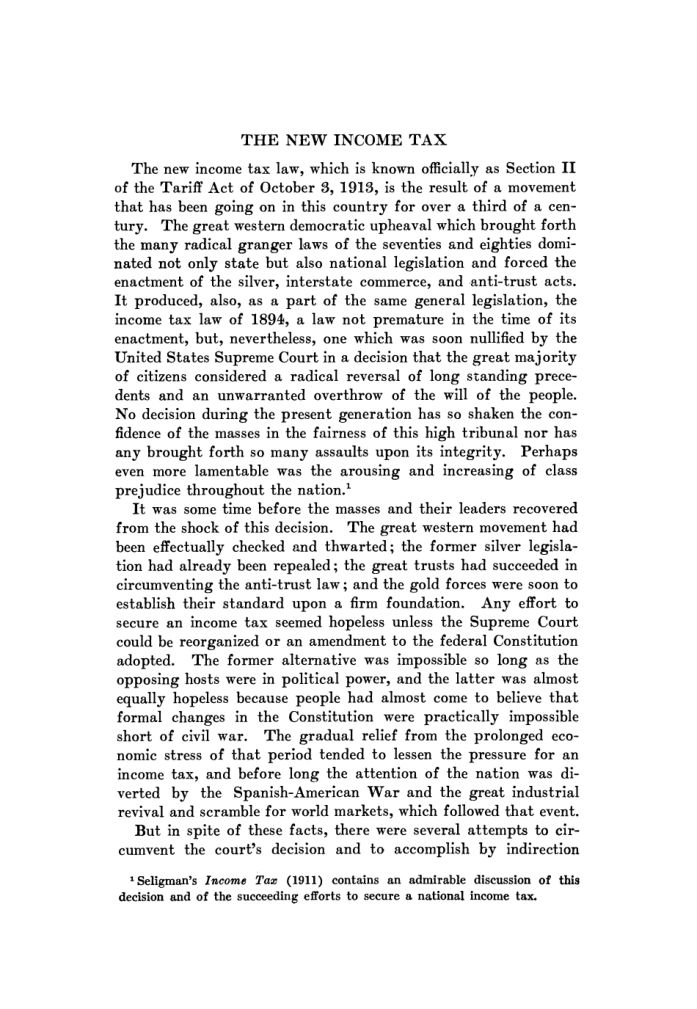 THE NEW INCOME TAX
The new income tax law, which is known officially as Section II
of the Tariff Act of October 3, 1913, is the result of a movement
that has been going on in this country for over a third of a cen-
tury. The great western democratic upheaval which brought forth
the many radical granger laws of the seventies and eighties domi-
nated not only state but also national legislation and forced the
enactment of the silver, interstate commerce, and anti-trust acts.
It produced, also, as a part of the same general legislation, the
income tax law of 1894, a law not premature in the time of its
enactment, but, nevertheless, one which was soon nullified by the
United States Supreme Court in a decision that the great majority
of citizens considered a radical reversal of long standing prece-
dents and an unwarranted overthrow of the will of the people.
No decision during the present generation has so shaken the con-
fidence of the masses in the fairness of this high tribunal nor has
any brought forth so many assaults upon its integrity. Perhaps
even more lamentable was the arousing and increasing of class
prejudice throughout the nation.¹
It was some time before the masses and their leaders recovered
from the shock of this decision. The great western movement had
been effectually checked and thwarted; the former silver legisla-
tion had already been repealed; the great trusts had succeeded in
circumventing the anti-trust law; and the gold forces were soon to
establish their standard upon a firm foundation. Any effort to
secure an income tax seemed hopeless unless the Supreme Court
could be reorganized or an amendment to the federal Constitution
adopted. The former alternative was impossible so long as the
opposing hosts were in political power, and the latter was almost
equally hopeless because people had almost come to believe that
formal changes in the Constitution were practically impossible
short of civil war. The gradual relief from the prolonged eco-
nomic stress of that period tended to lessen the pressure for an
income tax, and before long the attention of the nation was di-
verted by the Spanish-American War and the great industrial
revival and scramble for world markets, which followed that event.
But in spite of these facts, there were several attempts to cir-
cumvent the court's decision and to accomplish by indirection
¹ Seligman's Income Tax (1911) contains an admirable discussion of this
decision and of the succeeding efforts to secure a national income tax.